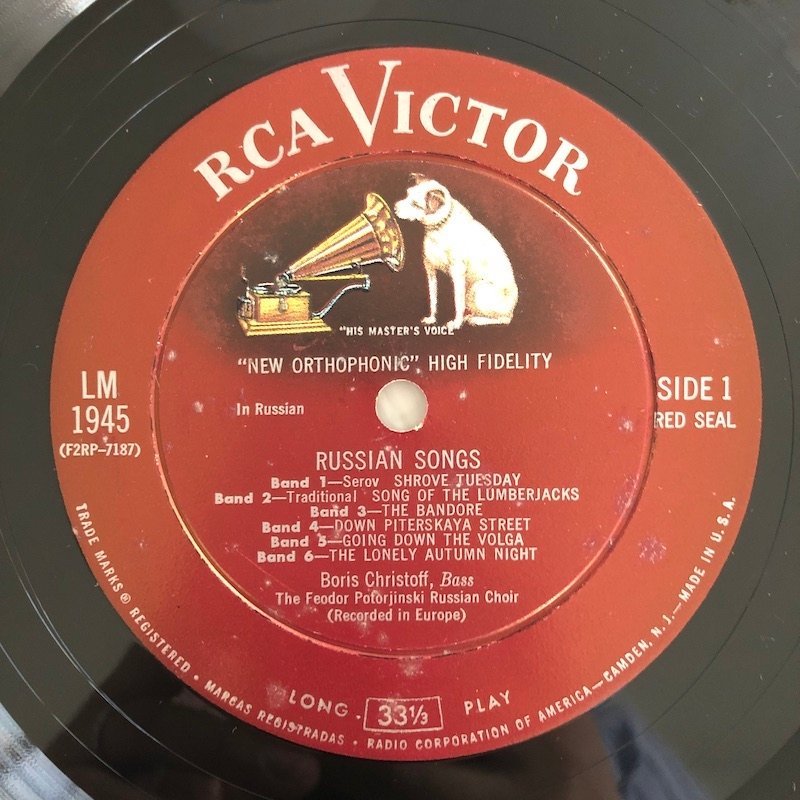 RCA VICTOR
"HIS MASTER'S VOICE"
"NEW ORTHOPHONIC" HIGH FIDELITY
LM
1945
(F2RP-7187)
SIDE 1
RED SEAL
In Russian
RUSSIAN SONGS
Band 1—Serov SHROVE TUESDAY
Band 2—Traditional SONG OF THE LUMBERJACKS
Band 3—THE BANDORE
Band 4—DOWN PITERSKAYA STREET
Band 5—GOING DOWN THE VOLGA
Band 6—THE LONELY AUTUMN NIGHT
Boris Christoff, Bass
The Feodor Potorjinski Russian Choir
(Recorded in Europe)
LONG 33⅓ PLAY
TRADE MARKS ® REGISTERED • MARCAS REGISTRADAS • RADIO CORPORATION OF AMERICA—CAMDEN, N. J.—MADE IN U. S. A.